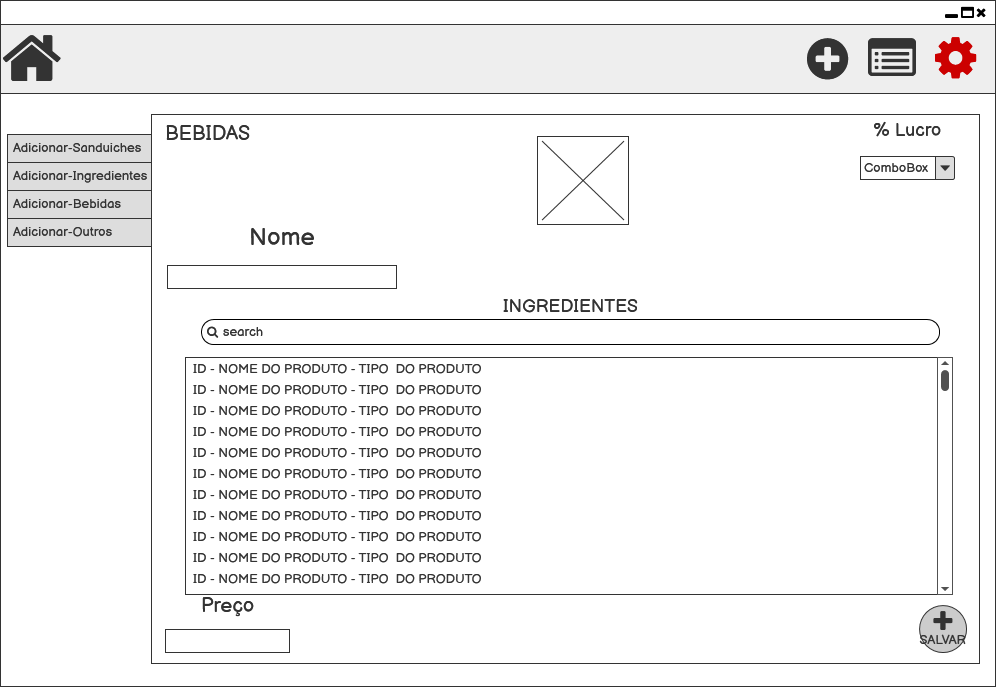 BEBIDAS
% Lucro
ComboBox
Adicionar-Sanduiches
Adicionar-Ingredientes
Adicionar-Bebidas
Adicionar-Outros
Nome
INGREDIENTES
search
ID - NOME DO PRODUTO - TIPO  DO PRODUTO
ID - NOME DO PRODUTO - TIPO  DO PRODUTO
ID - NOME DO PRODUTO - TIPO  DO PRODUTO
ID - NOME DO PRODUTO - TIPO  DO PRODUTO
ID - NOME DO PRODUTO - TIPO  DO PRODUTO
ID - NOME DO PRODUTO - TIPO  DO PRODUTO
ID - NOME DO PRODUTO - TIPO  DO PRODUTO
ID - NOME DO PRODUTO - TIPO  DO PRODUTO
ID - NOME DO PRODUTO - TIPO  DO PRODUTO
ID - NOME DO PRODUTO - TIPO  DO PRODUTO
ID - NOME DO PRODUTO - TIPO  DO PRODUTO
Preço
SALVAR